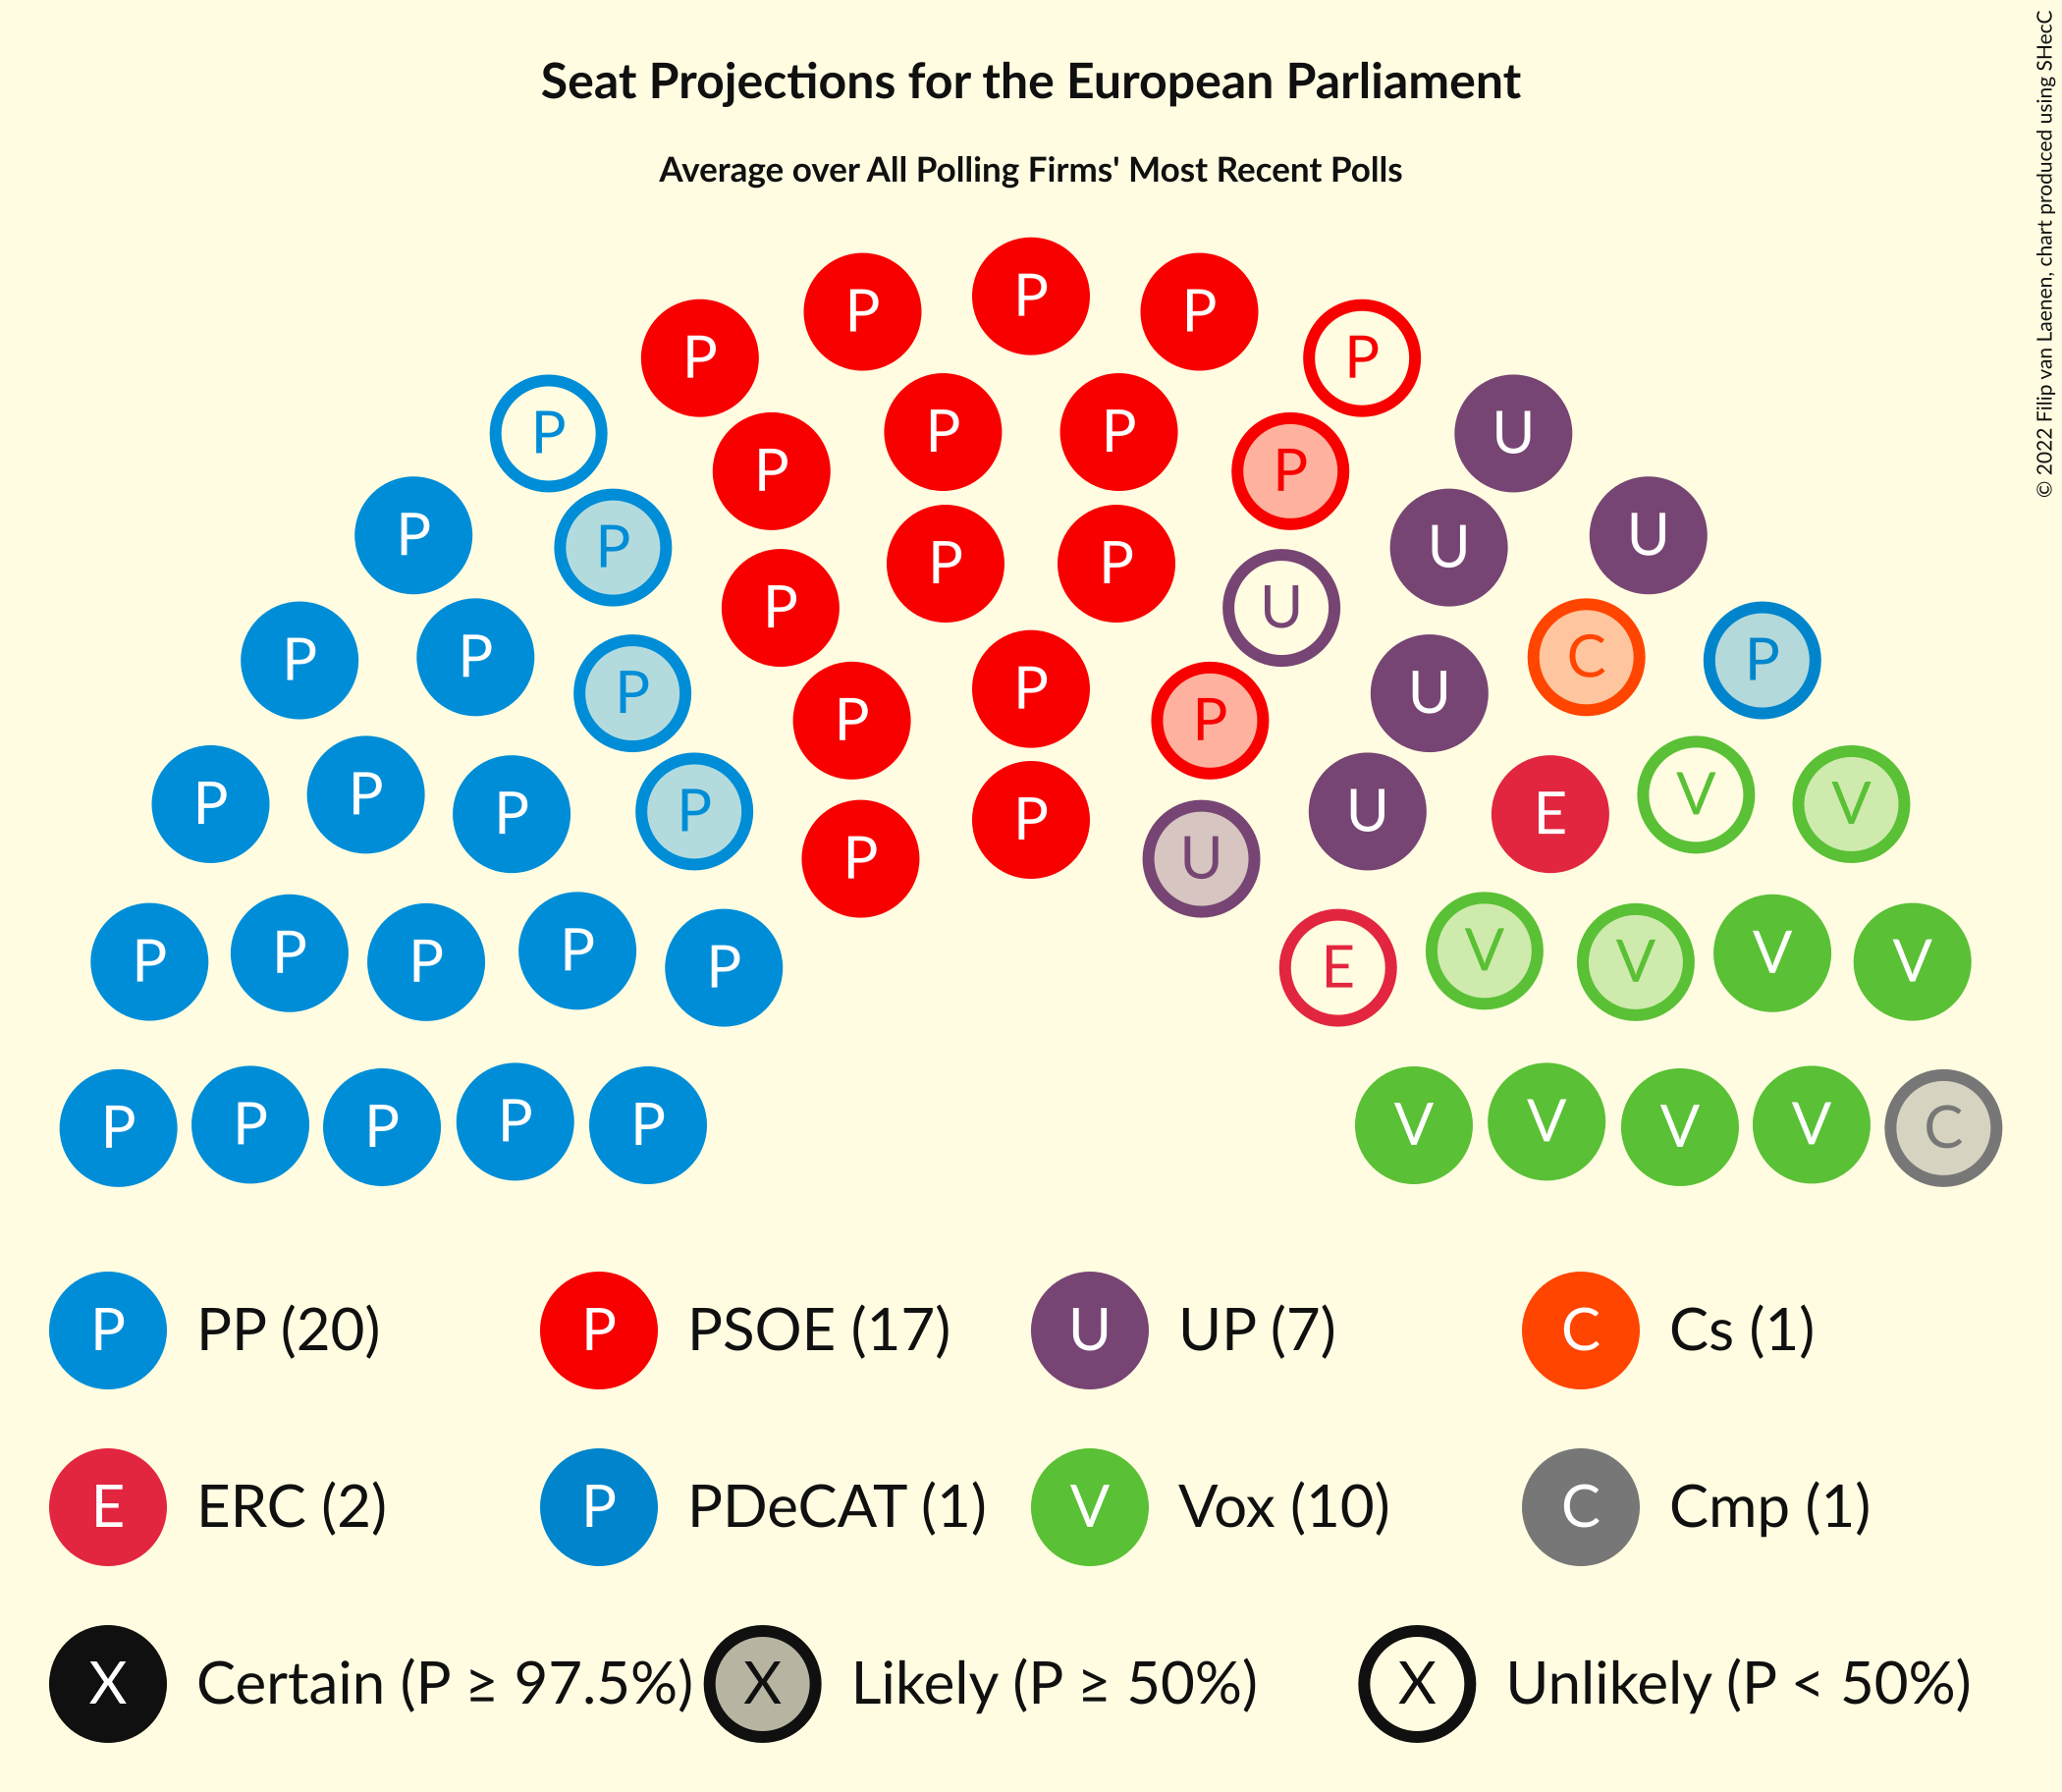 Seat Projections for the European Parliament
Average over All Polling Firms' Most Recent Polls
© 2022 Filip van Laenen, chart produced using SHecC
P
P P
P P
P U
P P
P P
P P U
P P
P U
P P
P U
P P
P U
P P C P
P P
P P P
P U
P P P V V
P E
P
P U
P P P P P E V V V V
P P P P P V V V V C
P PP (20) P PSOE (17) U UP (7) C Cs (1)
E ERC (2) P PDeCAT (1) V Vox (10) C Cmp (1)
X Certain (P ≥ 97.5%) X Likely (P ≥ 50%) X Unlikely (P < 50%)